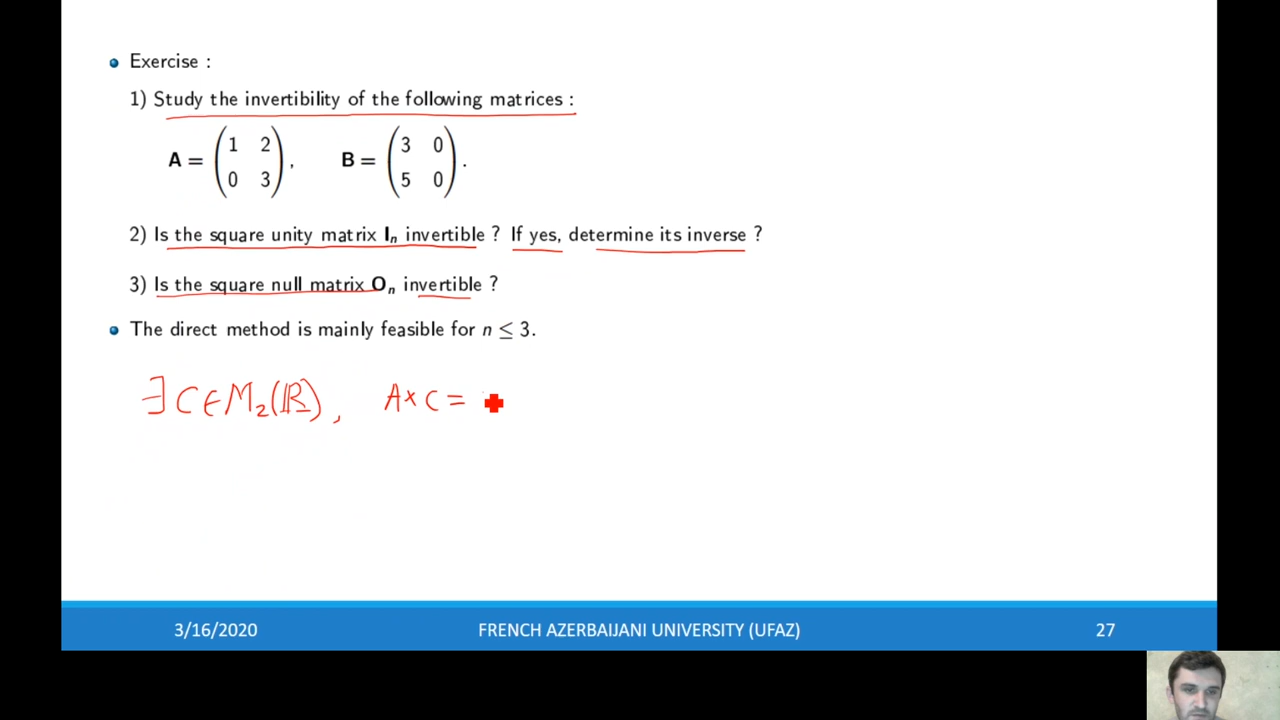 Exercise :
1) Study the invertibility of the following matrices :
A = ( 1 2 ; 0 3 ), B = ( 3 0 ; 5 0 ).
2) Is the square unity matrix Iₙ invertible ? If yes, determine its inverse ?
3) Is the square null matrix Oₙ invertible ?
The direct method is mainly feasible for n ≤ 3.
∃ C ∈ M₂(ℝ), A × C =
3/16/2020 FRENCH AZERBAIJANI UNIVERSITY (UFAZ) 27